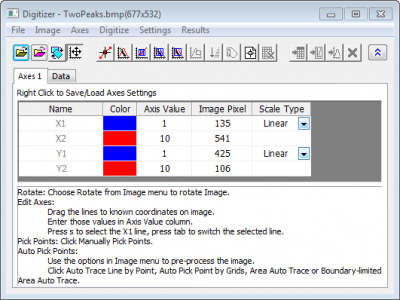 Digitizer - TwoPeaks.bmp(677x532)
File Image Axes Digitize Settings Results
Axes 1 Data
Right Click to Save/Load Axes Settings
Name Color Axis Value Image Pixel Scale Type
X1 1 135 Linear
X2 10 541
Y1 1 425 Linear
Y2 10 106
Rotate: Choose Rotate from Image menu to rotate Image.
Edit Axes:
Drag the lines to known coordinates on image.
Enter those values in Axis Value column.
Press s to select the X1 line, press tab to switch the selected line.
Pick Points: Click Manually Pick Points.
Auto Pick Points:
Use the options in Image menu to pre-process the image.
Click Auto Trace Line by Point, Auto Pick Point by Grids, Area Auto Trace or Boundary-limited
Area Auto Trace.